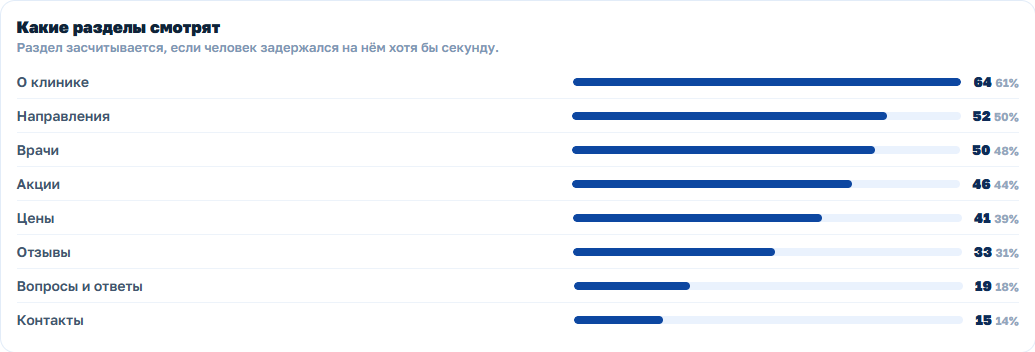 Какие разделы смотрят
Раздел засчитывается, если человек задержался на нём хотя бы секунду.
О клинике 64 61%
Направления 52 50%
Врачи 50 48%
Акции 46 44%
Цены 41 39%
Отзывы 33 31%
Вопросы и ответы 19 18%
Контакты 15 14%